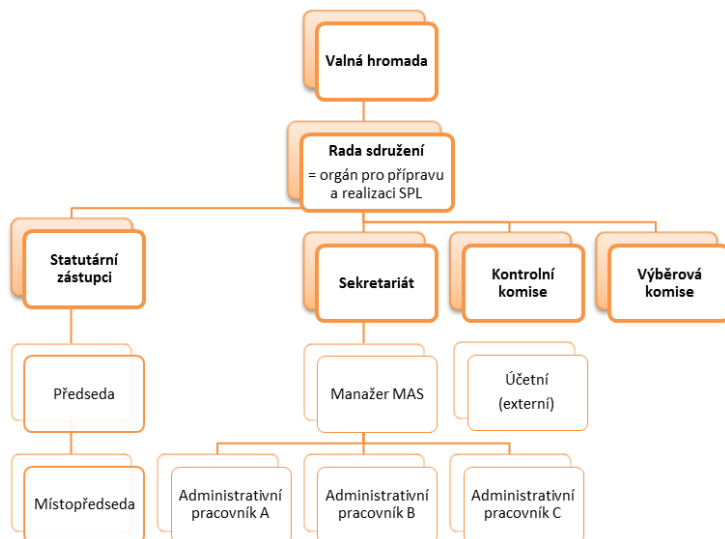 Valná hromada
Rada sdružení
= orgán pro přípravu
a realizaci SPL
Statutární
zástupci
Sekretariát
Kontrolní
komise
Výběrová
komise
Předseda
Manažer MAS
Účetní
(externí)
Místopředseda
Administrativní
pracovník A
Administrativní
pracovník B
Administrativní
pracovník C